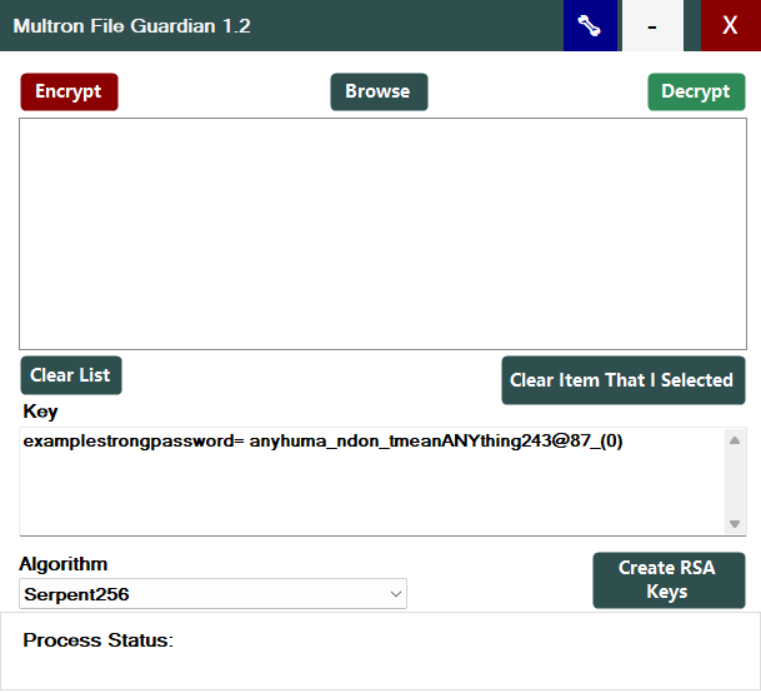 Multron File Guardian 1.2
-
X
Encrypt
Browse
Decrypt
Clear List
Clear Item That I Selected
Key
examplestrongpassword= anyhuma_ndon_tmeanANYthing243@87_(0)
Algorithm
Serpent256
Create RSA
Keys
Process Status: